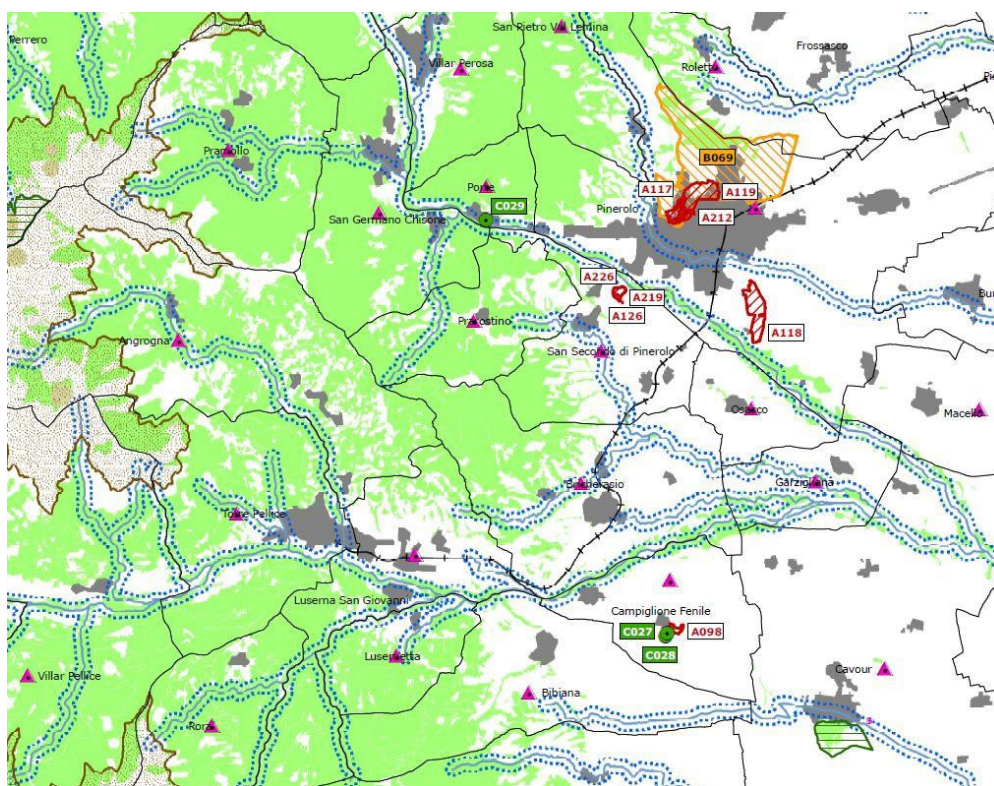 San Pietro Val Lemina
Perrero
Frossasco
Villar Perosa
Roletto
Pramollo
B069
Porte
A117
A119
C029
Pinerolo
San Germano Chisone
A212
A226
A219
A126
Prarostino
A118
Angrogna
San Secondo di Pinerolo
Osasco
Macello
Bricherasio
Garzigliana
Torre Pellice
Luserna San Giovanni
Campiglione Fenile
C027
A098
C028
Lusernetta
Cavour
Villar Pellice
Bibiana
Rorà